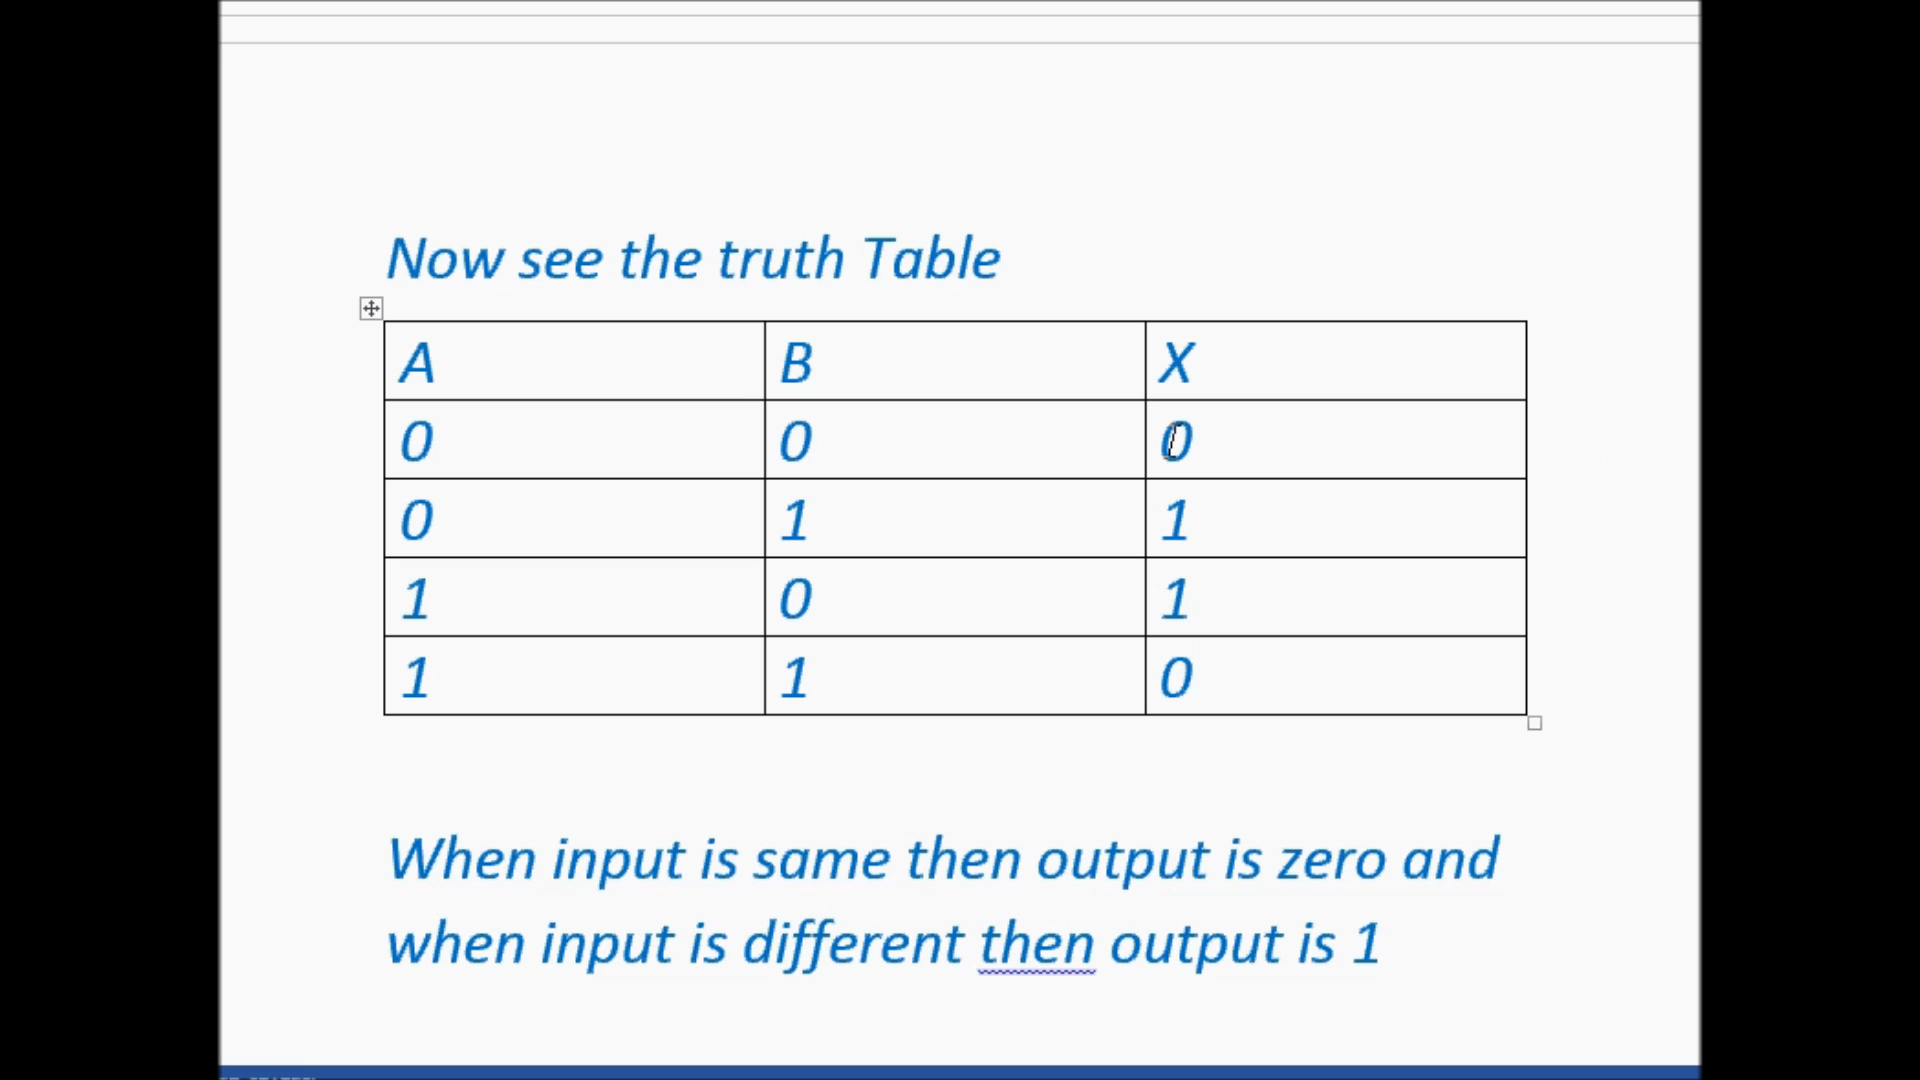 Now see the truth Table
A B X
0 0 0
0 1 1
1 0 1
1 1 0
When input is same then output is zero and
when input is different then output is 1